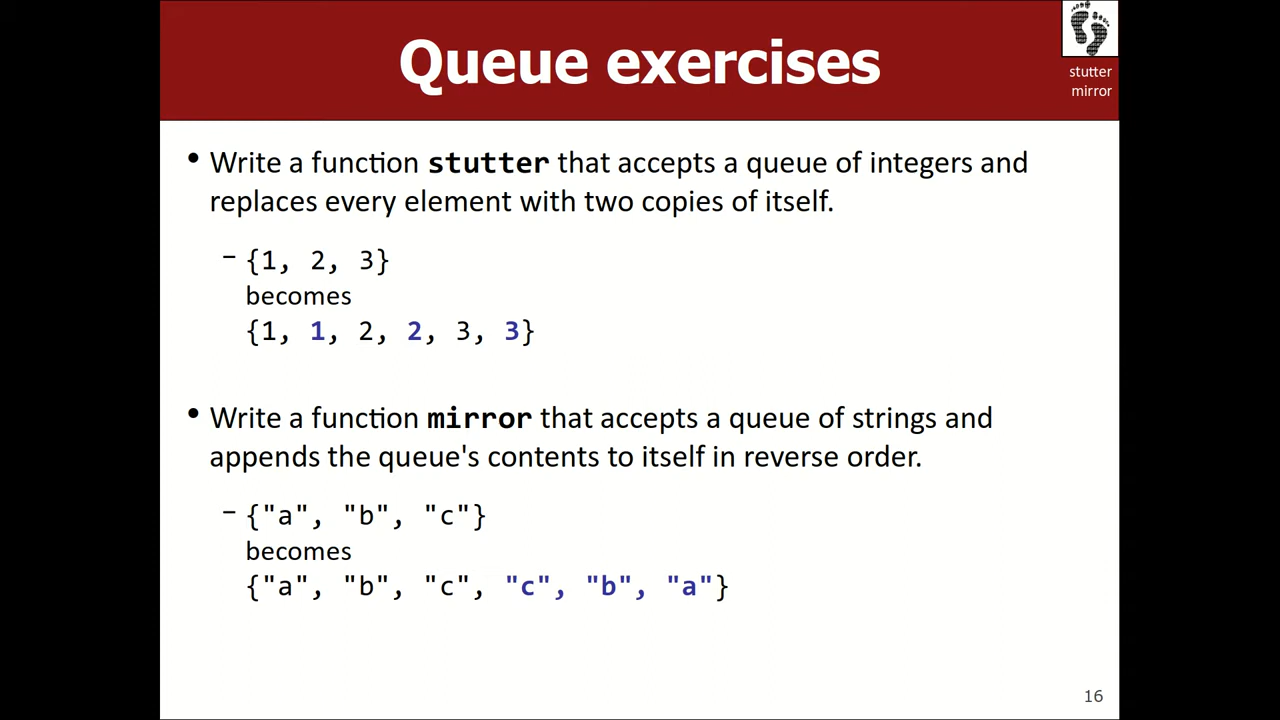 Queue exercises
stutter
mirror
• Write a function stutter that accepts a queue of integers and
replaces every element with two copies of itself.
– {1, 2, 3}
becomes
{1, 1, 2, 2, 3, 3}
• Write a function mirror that accepts a queue of strings and
appends the queue's contents to itself in reverse order.
– {"a", "b", "c"}
becomes
{"a", "b", "c", "c", "b", "a"}
16